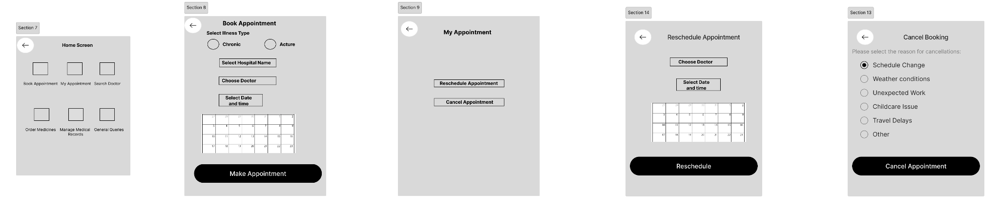 Section 7
Home Screen
Book Appointment My Appointment Search Doctor
Order Medicines Manage Medical Records General Queries
Section 8
Book Appointment
Select Illness Type
Chronic Acture
Select Hospital Name
Choose Doctor
Select Date
and time
27 28 29 30 31 1 2
3 4 5 6 7 8 9
10 11 12 13 14 15 16
17 18 19 20 21 22 23
Make Appointment
Section 9
My Appointment
Reschedule Appointment
Cancel Appointment
Section 14
Reschedule Appointment
Choose Doctor
Select Date
and time
27 28 29 30 31 1 2
3 4 5 6 7 8 9
10 11 12 13 14 15 16
17 18 19 20 21 22 23
Reschedule
Section 13
Cancel Booking
Please select the reason for cancellations:
Schedule Change
Weather conditions
Unexpected Work
Childcare Issue
Travel Delays
Other
Cancel Appointment